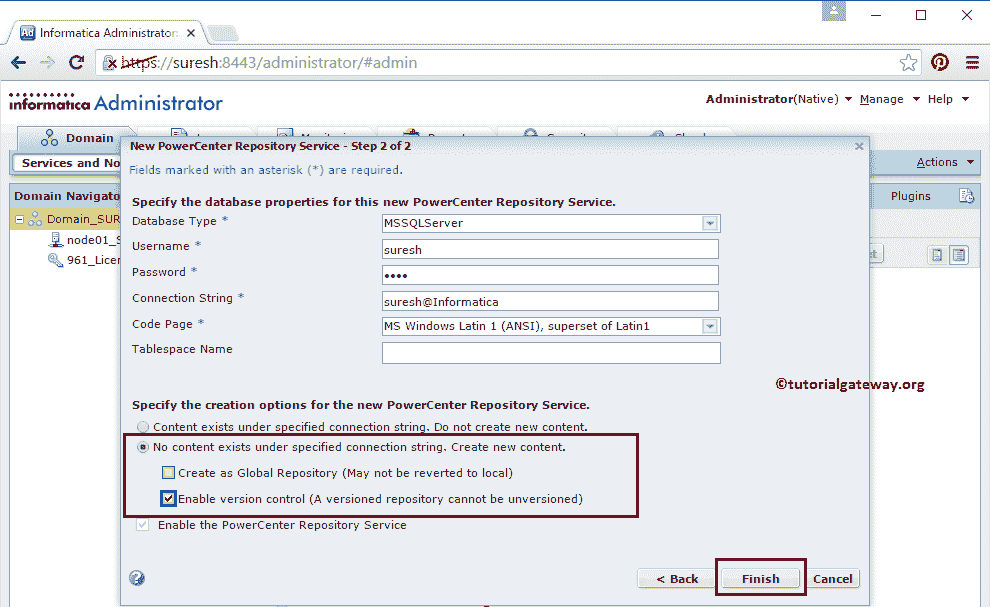 Informatica Administrator:
https://suresh:8443/administrator/#admin
informatica Administrator
Administrator(Native) Manage Help
Domain
Services and No
Actions
Domain Navigato
Plugins
Domain_SUR
node01_S
961_Licen
New PowerCenter Repository Service - Step 2 of 2
Fields marked with an asterisk (*) are required.
Specify the database properties for this new PowerCenter Repository Service.
Database Type * MSSQLServer
Username * suresh
Password * ••••
Connection String * suresh@Informatica
Code Page * MS Windows Latin 1 (ANSI), superset of Latin1
Tablespace Name
©tutorialgateway.org
Specify the creation options for the new PowerCenter Repository Service.
Content exists under specified connection string. Do not create new content.
No content exists under specified connection string. Create new content.
Create as Global Repository (May not be reverted to local)
Enable version control (A versioned repository cannot be unversioned)
Enable the PowerCenter Repository Service
< Back Finish Cancel